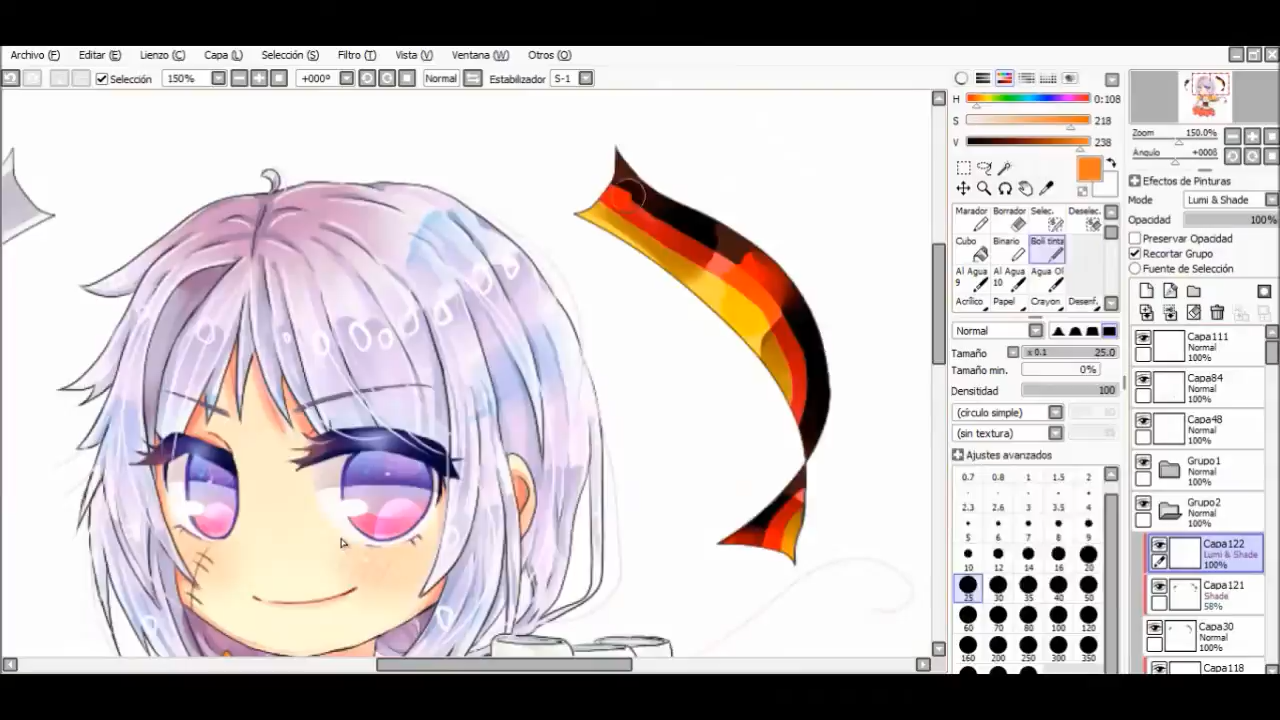 Archivo (F) Editar (E) Lienzo (C) Capa (L) Selección (S) Filtro (T) Vista (V) Ventana (W) Otros (O)
Selección 150% +000º Normal Estabilizador S-1
H 0:108
S 218
V 238
Marador Borrador Selec. Deselec.
Cubo Binario Boli tinta
Al Agua 9 Al Agua 10 Agua Ol
Acrílico Papel Crayon Desenf.
Normal
Tamaño x 0.1 25.0
Tamaño min. 0%
Densitidad 100
(círculo simple)
(sin textura)
Ajustes avanzados
0.7 0.8 1 1.5 2
2.3 2.6 3 3.5 4
5 6 7 8 9
10 12 14 16 20
25 30 35 40 50
60 70 80 100 120
160 200 250 300 350
Zoom 150.0%
Angulo
Efectos de Pinturas
Mode Lumi & Shade
Opacidad 100%
Preservar Opacidad
Recortar Grupo
Fuente de Selección
Capa111
Normal
100%
Capa84
Normal
100%
Capa48
Normal
100%
Grupo1
Normal
100%
Grupo2
Normal
100%
Capa122
Lumi & Shade
100%
Capa121
Shade
58%
Capa30
Normal
100%
Capa118